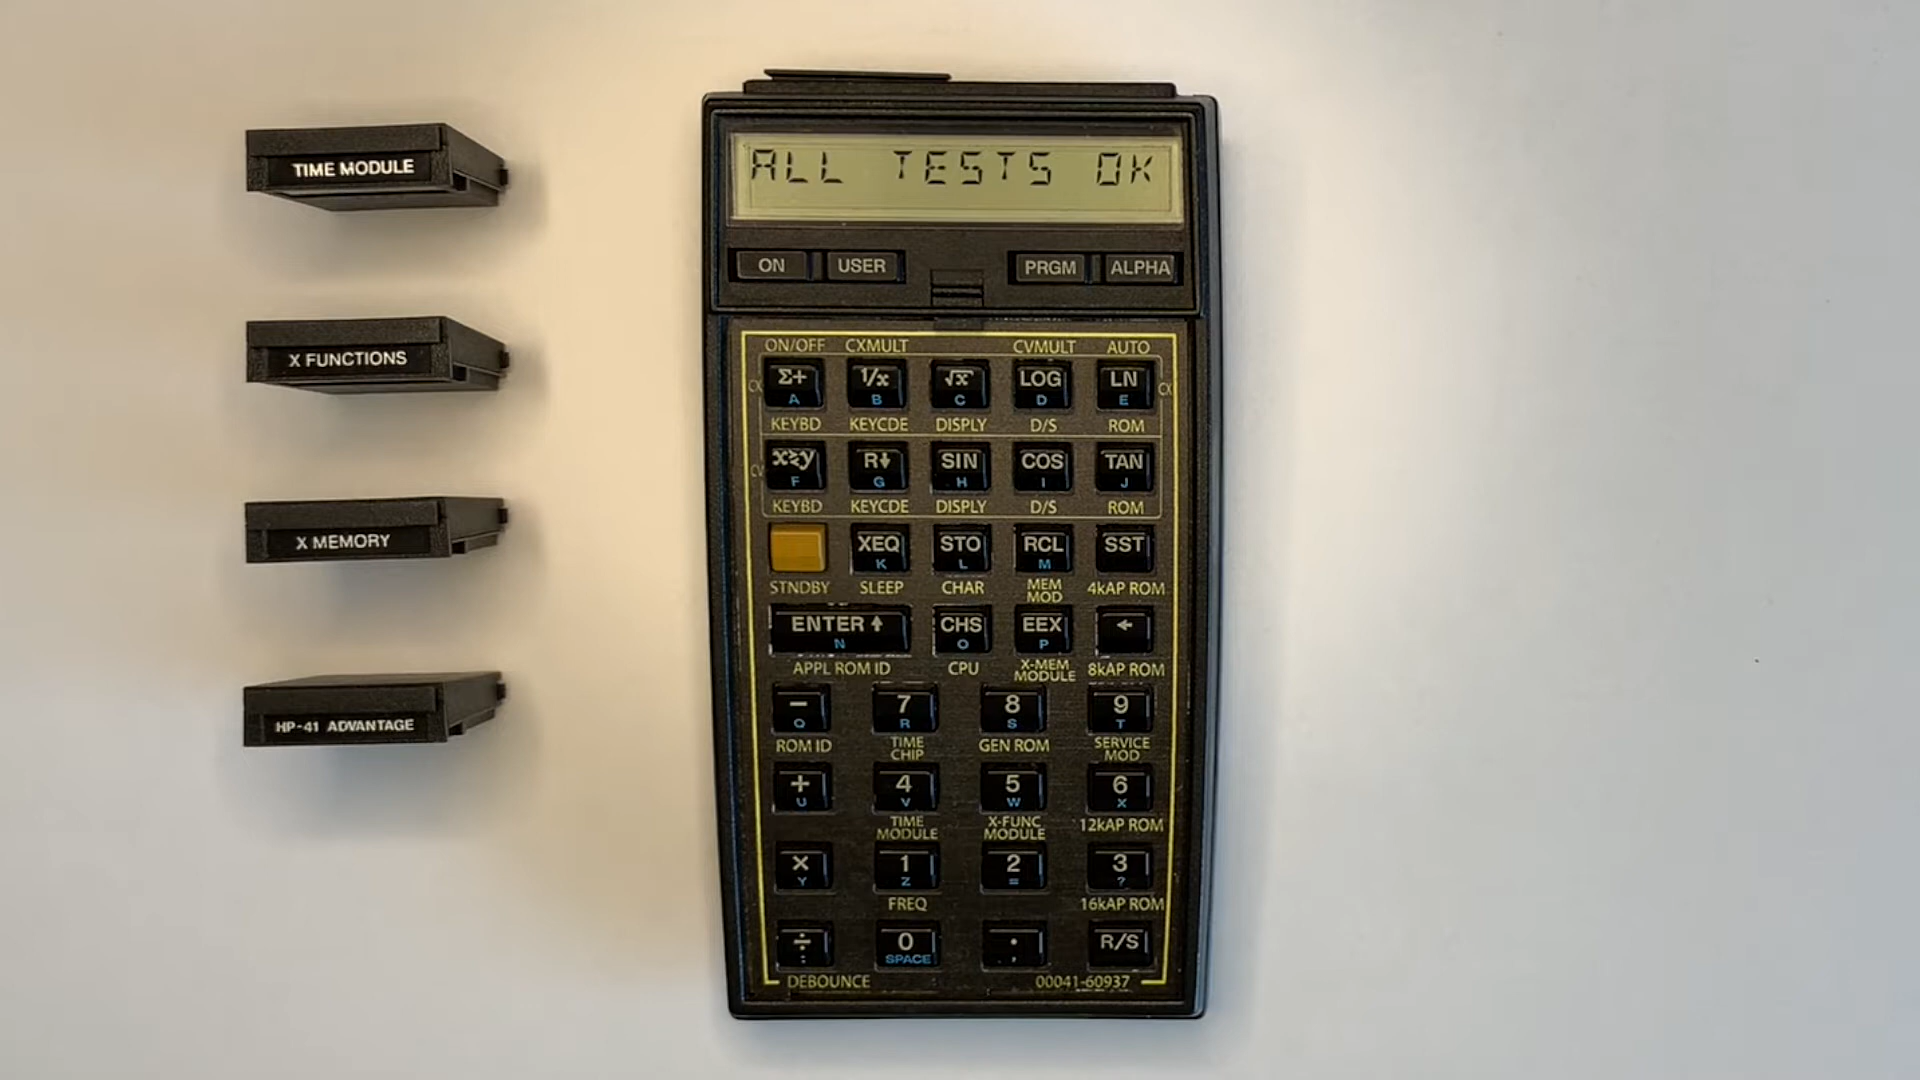 TIME MODULE
X FUNCTIONS
X MEMORY
HP-41 ADVANTAGE
ALL TESTS OK
ON USER PRGM ALPHA
ON/OFF CXMULT CVMULT AUTO
CX Σ+ 1/x √x LOG LN CX
A B C D E
KEYBD KEYCDE DISPLY D/S ROM
CV x≷y R↓ SIN COS TAN
F G H I J
KEYBD KEYCDE DISPLY D/S ROM
XEQ STO RCL SST
K L M
STNDBY SLEEP CHAR MEM MOD 4kAP ROM
ENTER↑ CHS EEX ←
N O P
APPL ROM ID CPU X-MEM MODULE 8kAP ROM
− 7 8 9
Q R S T
ROM ID TIME CHIP GEN ROM SERVICE MOD
+ 4 5 6
U V W X
TIME MODULE X-FUNC MODULE 12kAP ROM
× 1 2 3
Y Z = ?
FREQ 16kAP ROM
÷ 0 · R/S
: SPACE ,
DEBOUNCE 00041-60937